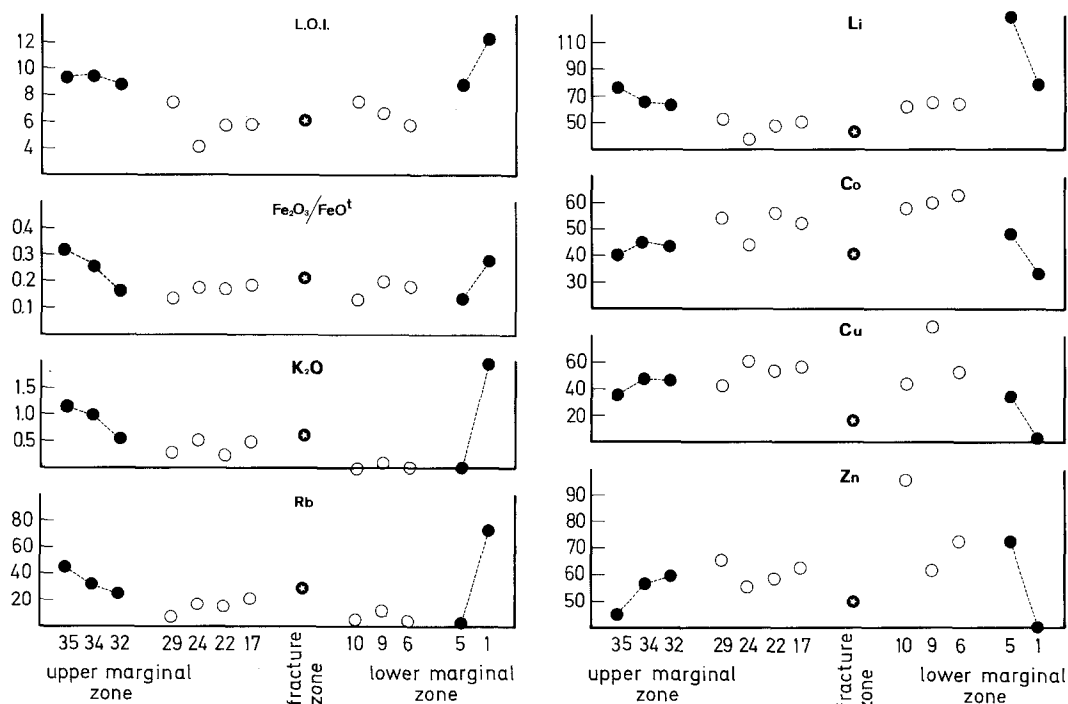 L.O.I.
12
10
8
6
4
Fe₂O₃/FeOᵗ
0.4
0.3
0.2
0.1
K₂O
1.5
1.0
0.5
Rb
80
60
40
20
35 34 32 29 24 22 17 fracture zone 10 9 6 5 1
upper marginal zone
lower marginal zone
Li
110
90
70
50
Co
60
50
40
30
Cu
60
40
20
Zn
90
80
70
60
50
35 34 32 29 24 22 17 fracture zone 10 9 6 5 1
upper marginal zone
lower marginal zone